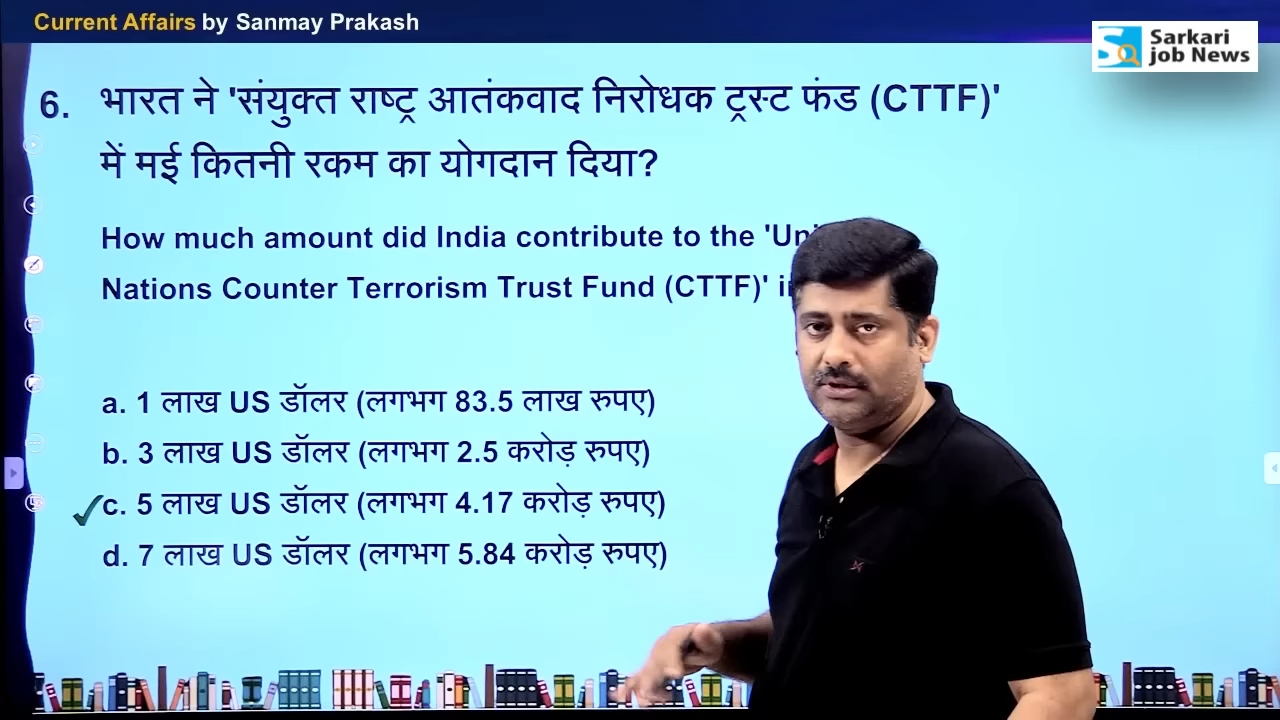 Current Affairs by Sanmay Prakash
Sarkari
Job News
6. भारत ने 'संयुक्त राष्ट्र आतंकवाद निरोधक ट्रस्ट फंड (CTTF)'
में मई कितनी रकम का योगदान दिया?
How much amount did India contribute to the
Nations Counter Terrorism Trust Fund (CTTF)'
a. 1 लाख US डॉलर (लगभग 83.5 लाख रुपए)
b. 3 लाख US डॉलर (लगभग 2.5 करोड़ रुपए)
c. 5 लाख US डॉलर (लगभग 4.17 करोड़ रुपए)
d. 7 लाख US डॉलर (लगभग 5.84 करोड़ रुपए)